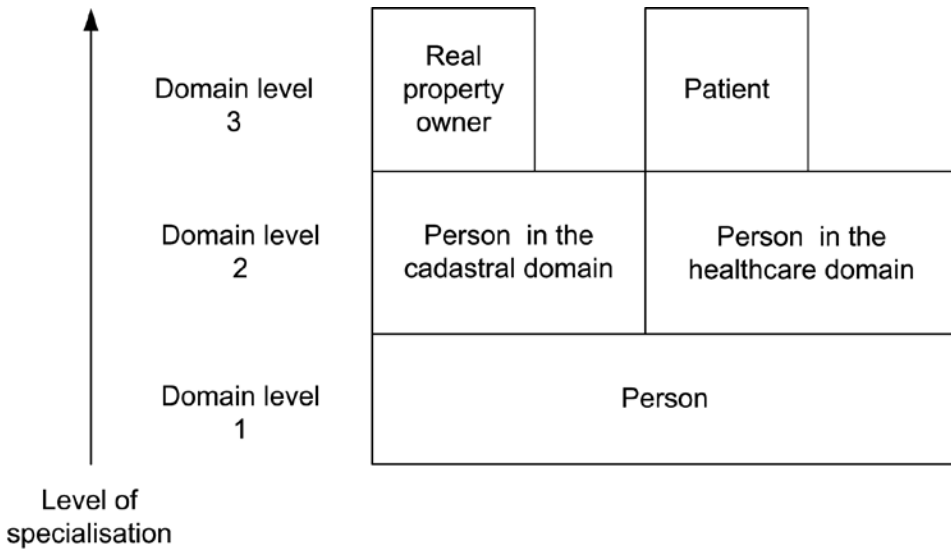 Domain level
3
Real
property
owner
Patient
Domain level
2
Person in the
cadastral domain
Person in the
healthcare domain
Domain level
1
Person
Level of
specialisation